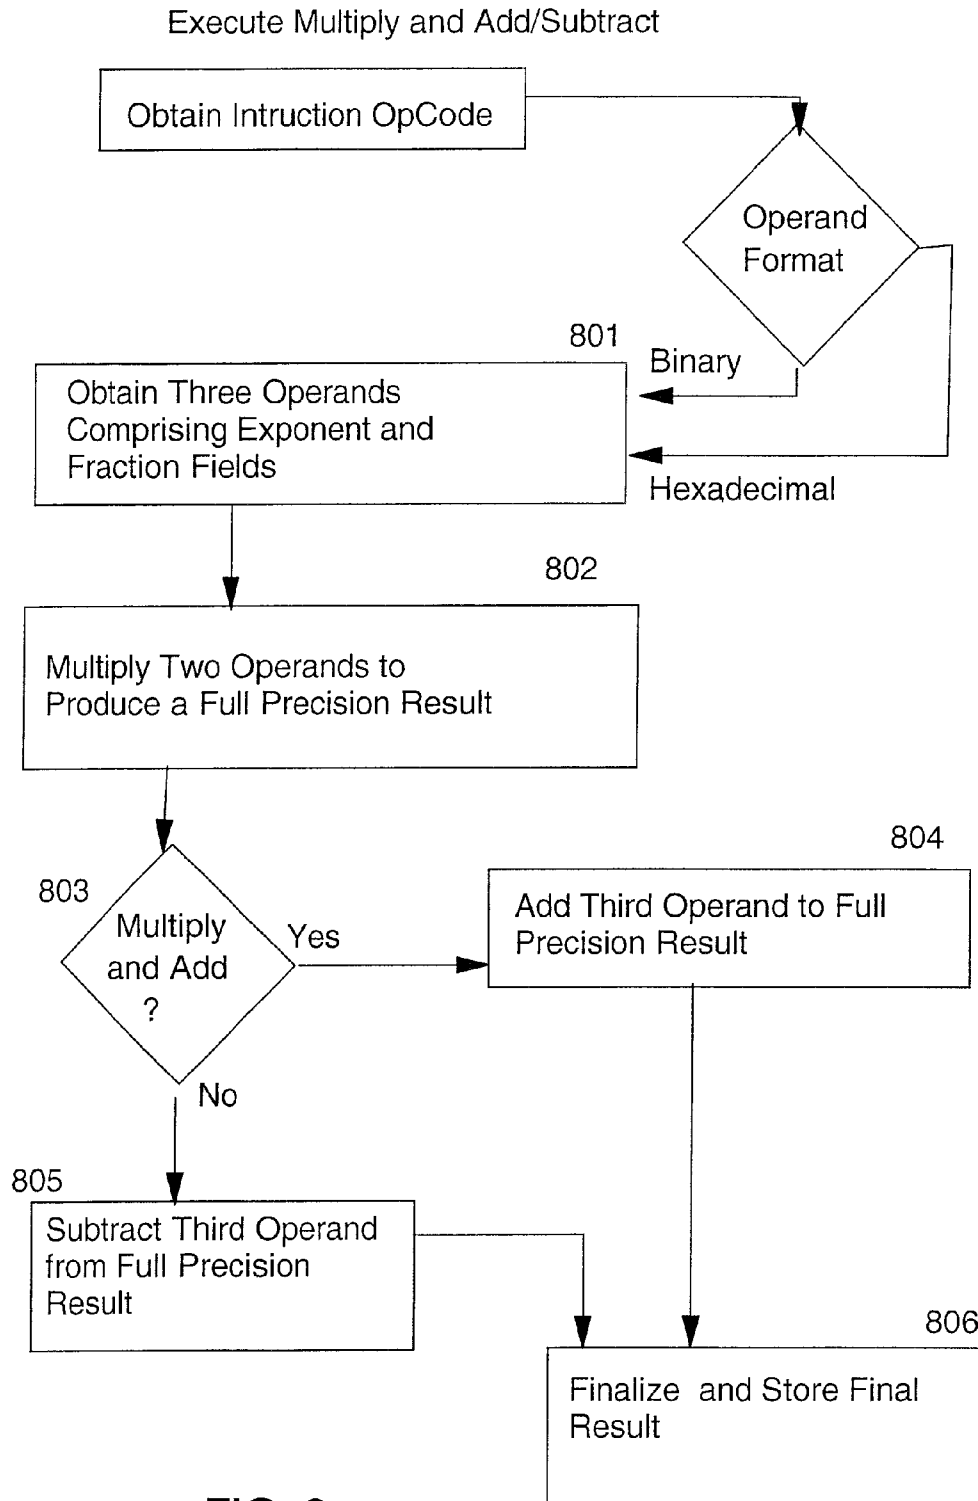 Execute Multiply and Add/Subtract
Obtain Intruction OpCode
Operand
Format
801
Binary
Obtain Three Operands
Comprising Exponent and
Fraction Fields
Hexadecimal
802
Multiply Two Operands to
Produce a Full Precision Result
804
803
Multiply
and Add
?
Yes
Add Third Operand to Full
Precision Result
No
805
Subtract Third Operand
from Full Precision
Result
806
Finalize and Store Final
Result